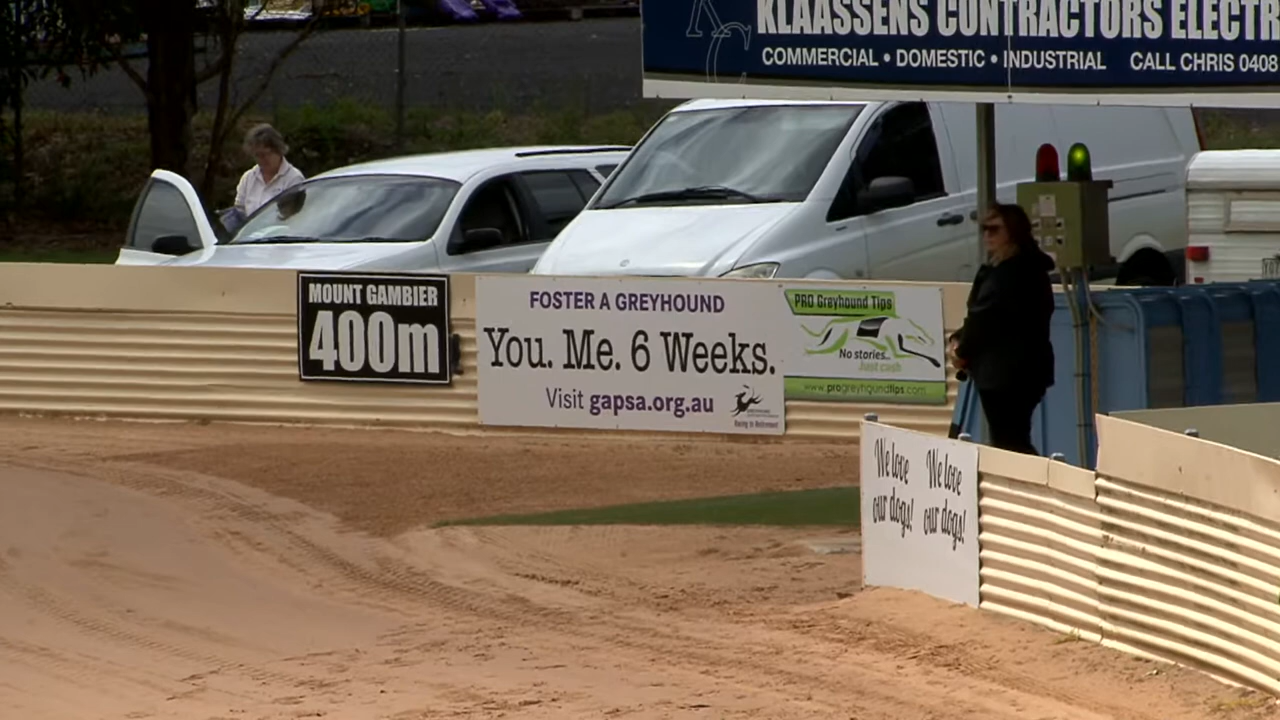 KLAASSENS CONTRACTORS ELECTR
COMMERCIAL • DOMESTIC • INDUSTRIAL CALL CHRIS 0408
MOUNT GAMBIER
400m
FOSTER A GREYHOUND
You. Me. 6 Weeks.
Visit gapsa.org.au
PRO Greyhound Tips
No stories..
Just cash
www.progreyhoundtips.com
We love
our dogs!
We love
our dogs!